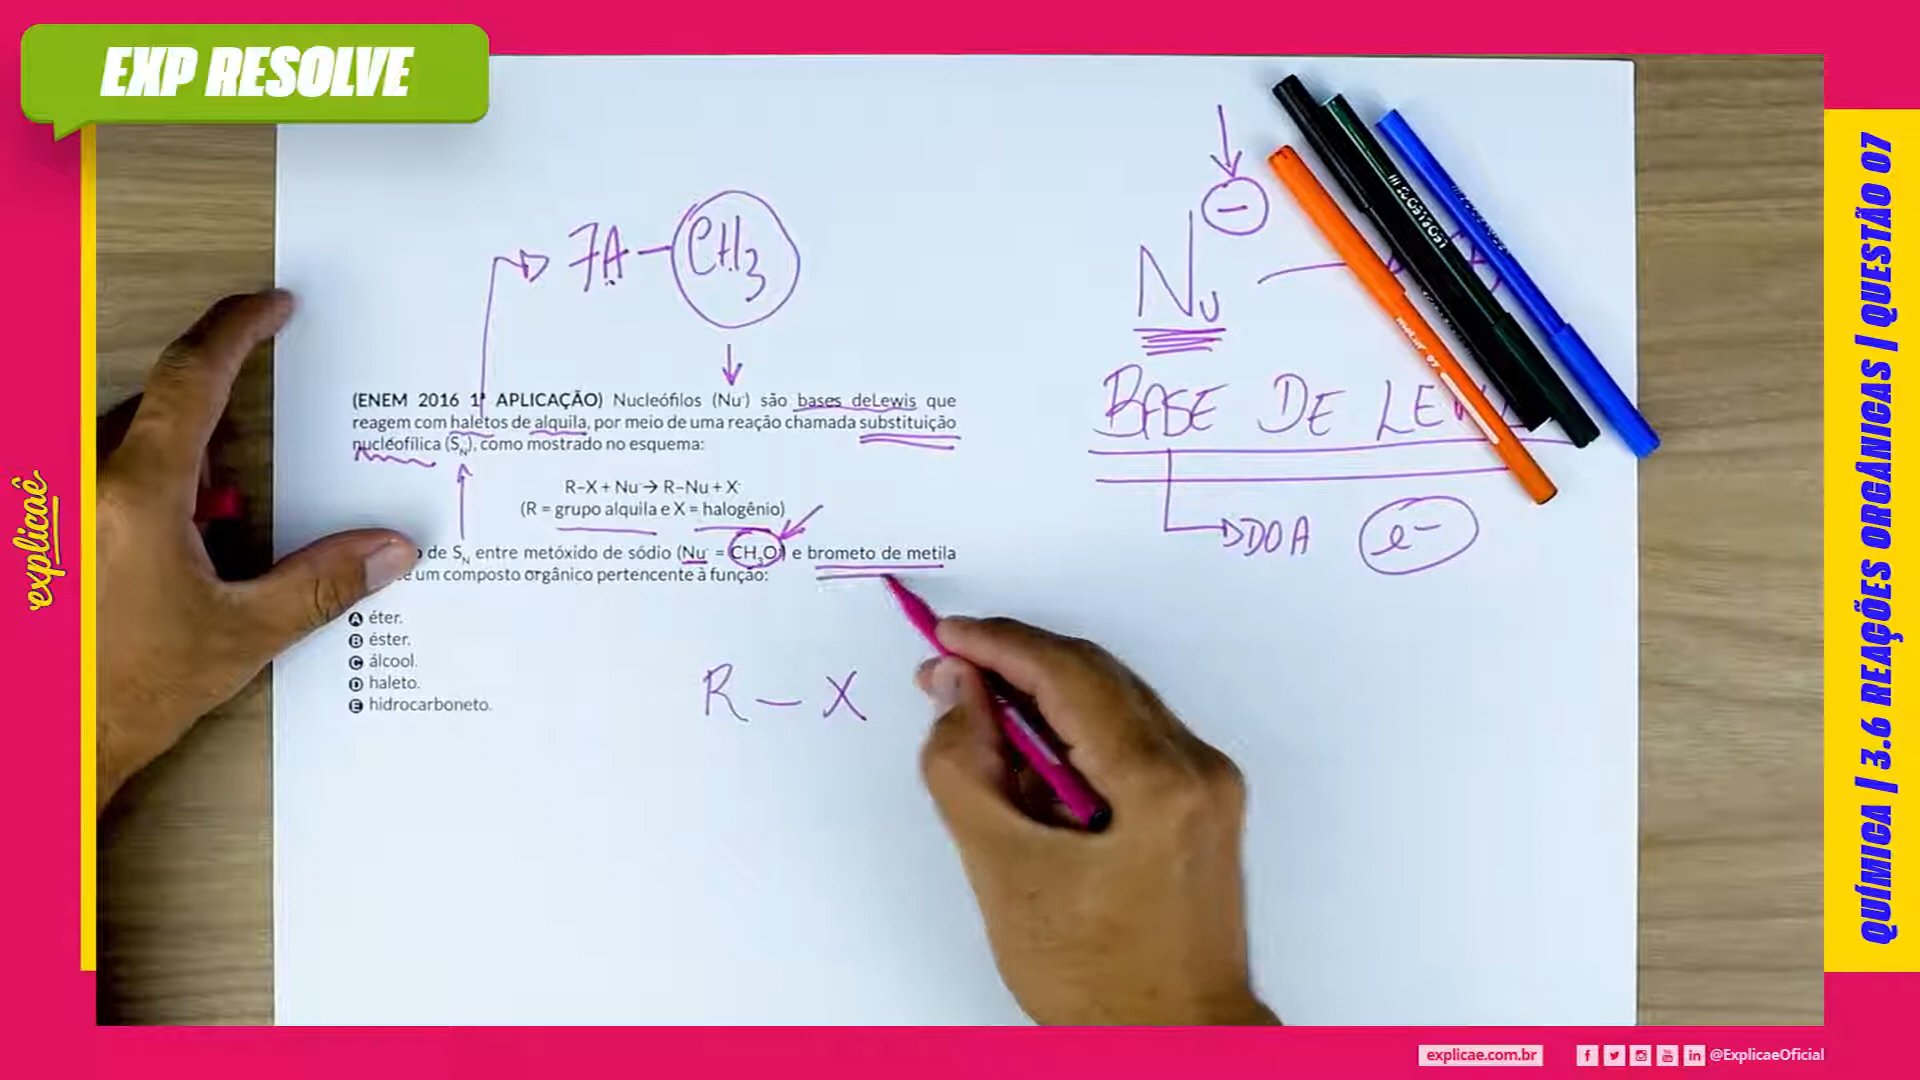 EXP RESOLVE
7A-CH3
Nu-
BASE DE LEWIS
DOA e-
(ENEM 2016 1ª APLICAÇÃO) Nucleófilos (Nu-) são bases deLewis que
reagem com haletos de alquila, por meio de uma reação chamada substituição
nucleofílica (SN), como mostrado no esquema:
R-X + Nu-→ R-Nu + X-
(R = grupo alquila e X = halogênio)
de SN entre metóxido de sódio (Nu- = CH3O-) e brometo de metila
um composto orgânico pertencente à função:
A éter.
B éster.
C álcool.
D haleto.
E hidrocarboneto.
R-X
explicaê
QUÍMICA | 3.6 REAÇÕES ORGÂNICAS | QUESTÃO 07
explicae.com.br
@ExplicaeOficial